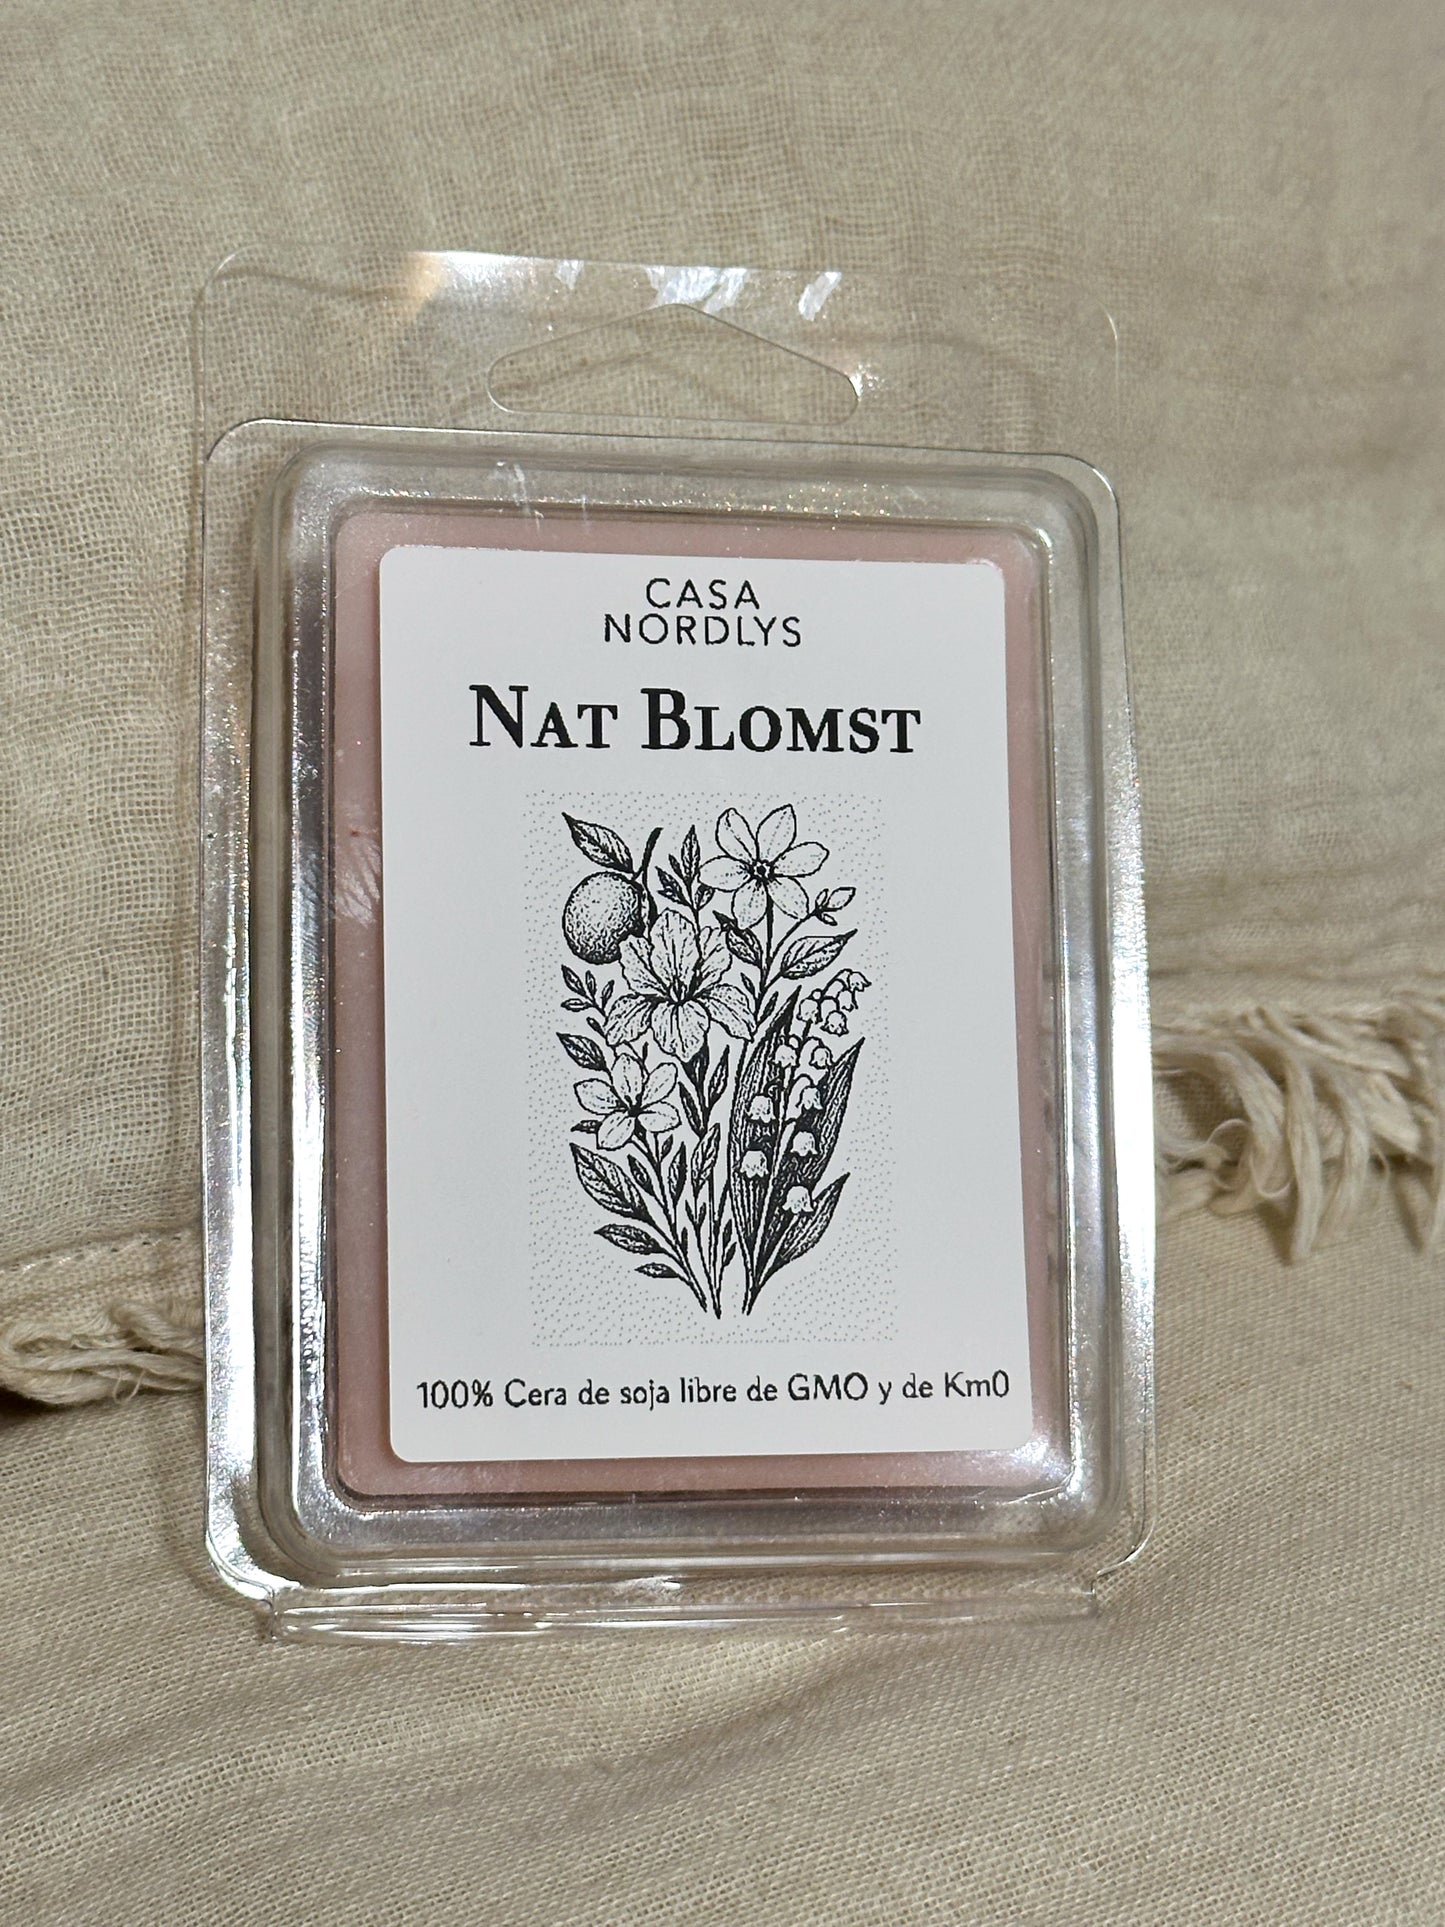 CASA
NORDLYS
NAT BLOMST
100% Cera de soja libre de GMO y de Km0